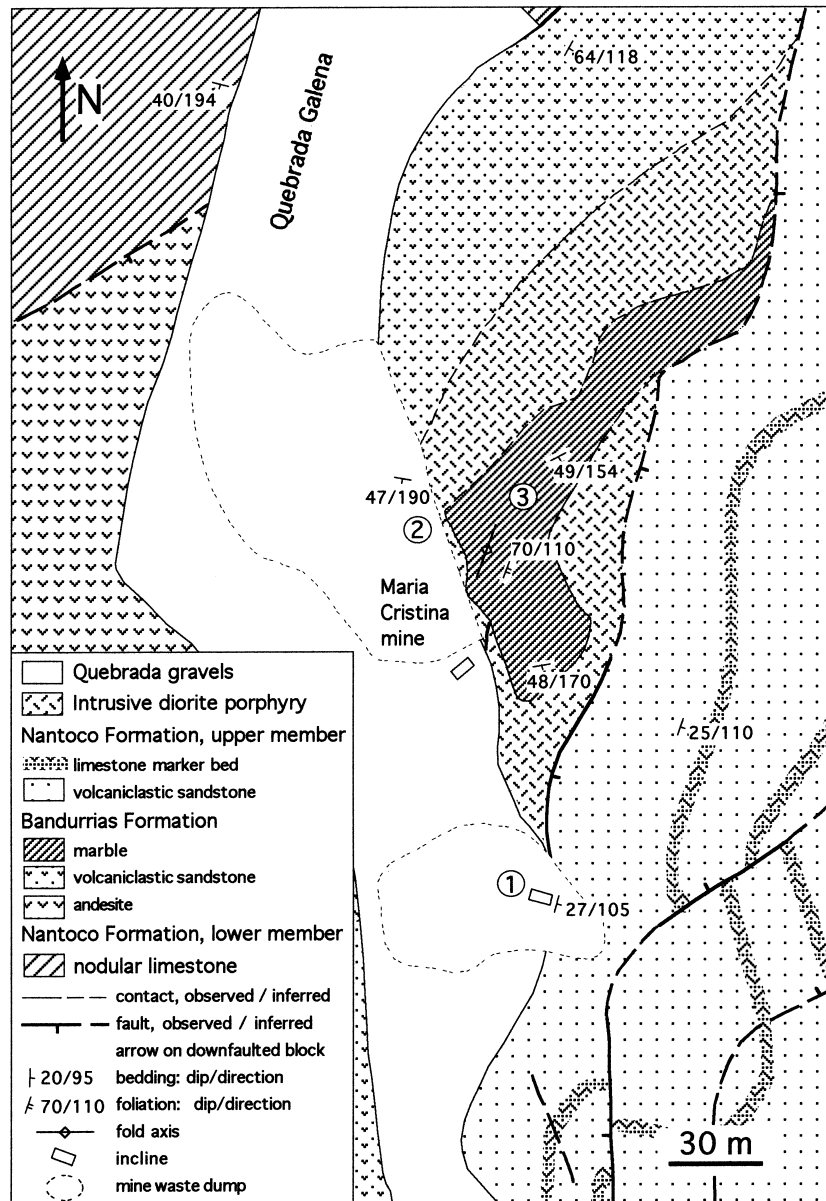 64/118
40/194
N
Quebrada Galena
49/154
47/190
3
2
70/110
Maria
Cristina
mine
48/170
25/110
1
27/105
Quebrada gravels
Intrusive diorite porphyry
Nantoco Formation, upper member
limestone marker bed
volcaniclastic sandstone
Bandurrias Formation
marble
volcaniclastic sandstone
andesite
Nantoco Formation, lower member
nodular limestone
contact, observed / inferred
fault, observed / inferred
arrow on downfaulted block
20/95 bedding: dip/direction
70/110 foliation: dip/direction
fold axis
incline
mine waste dump
30 m